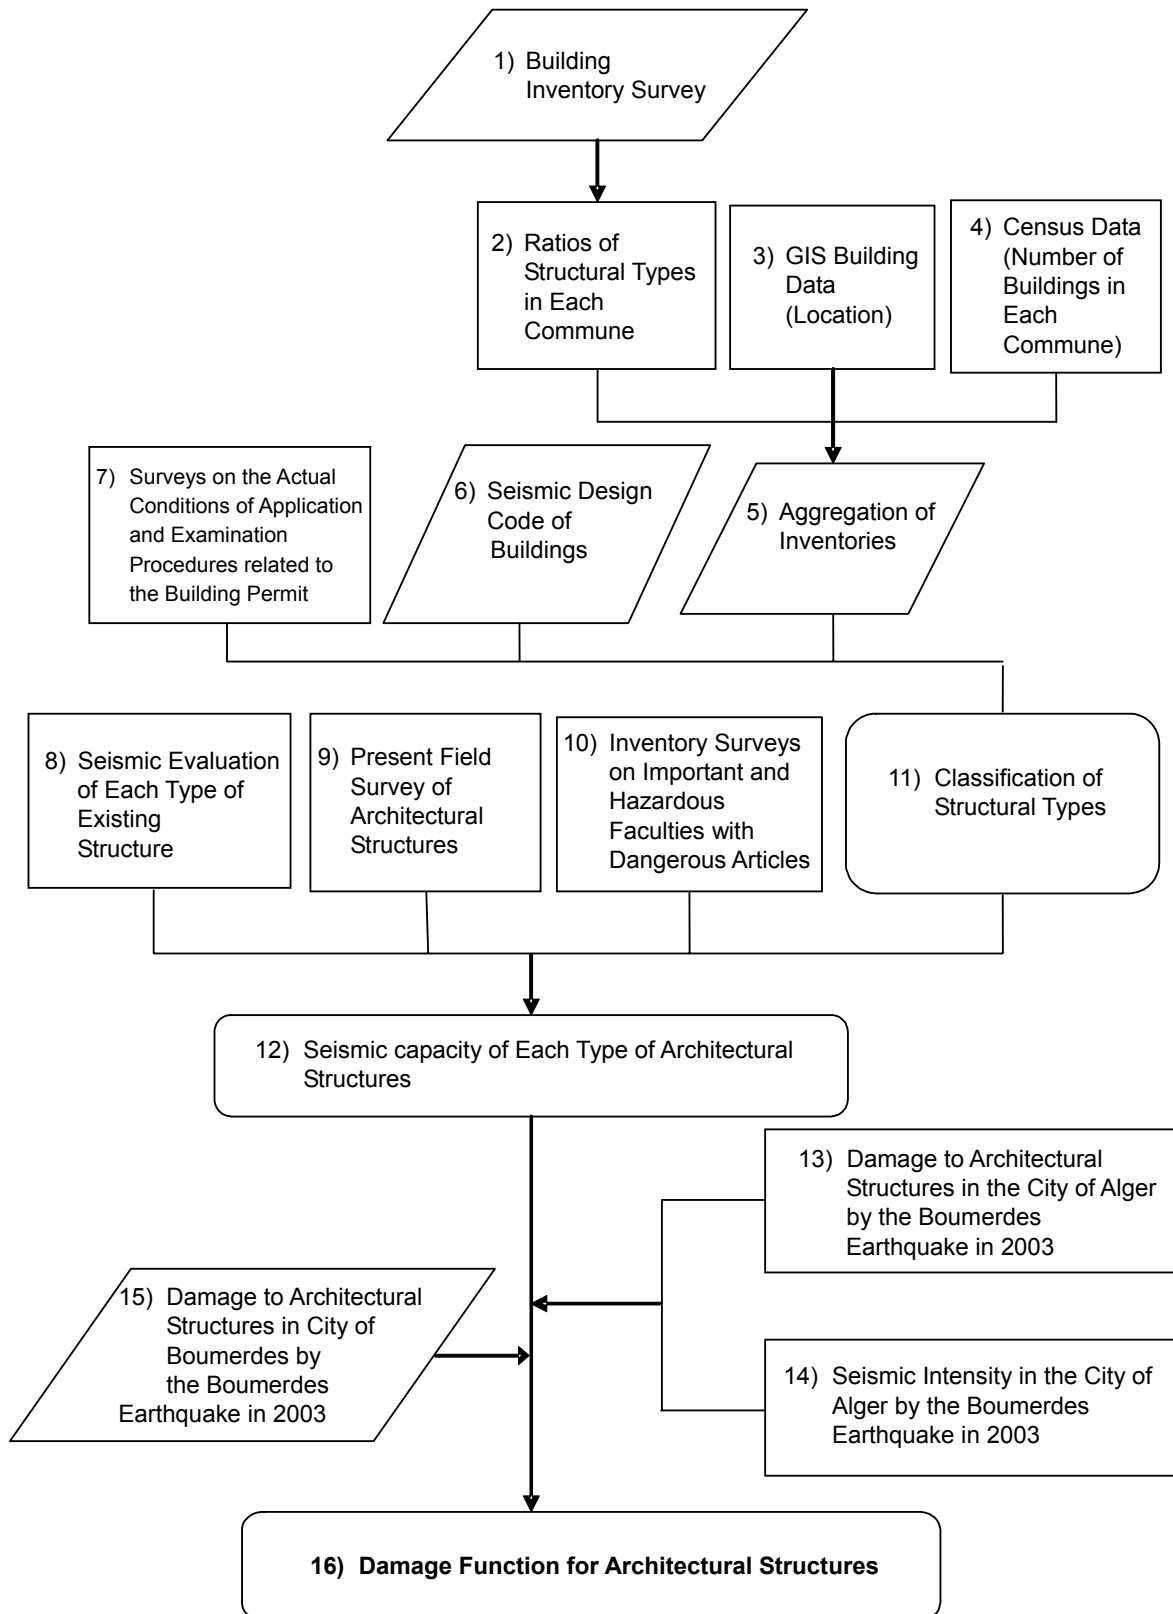 1) Building
Inventory Survey
2) Ratios of
Structural Types
in Each
Commune
3) GIS Building
Data
(Location)
4) Census Data
(Number of
Buildings in
Each
Commune)
7) Surveys on the Actual
Conditions of Application
and Examination
Procedures related to
the Building Permit
6) Seismic Design
Code of
Buildings
5) Aggregation of
Inventories
8) Seismic Evaluation
of Each Type of
Existing
Structure
9) Present Field
Survey of
Architectural
Structures
10) Inventory Surveys
on Important and
Hazardous
Faculties with
Dangerous Articles
11) Classification of
Structural Types
12) Seismic capacity of Each Type of Architectural
Structures
13) Damage to Architectural
Structures in the City of Alger
by the Boumerdes
Earthquake in 2003
15) Damage to Architectural
Structures in City of
Boumerdes by
the Boumerdes
Earthquake in 2003
14) Seismic Intensity in the City of
Alger by the Boumerdes
Earthquake in 2003
16) Damage Function for Architectural Structures